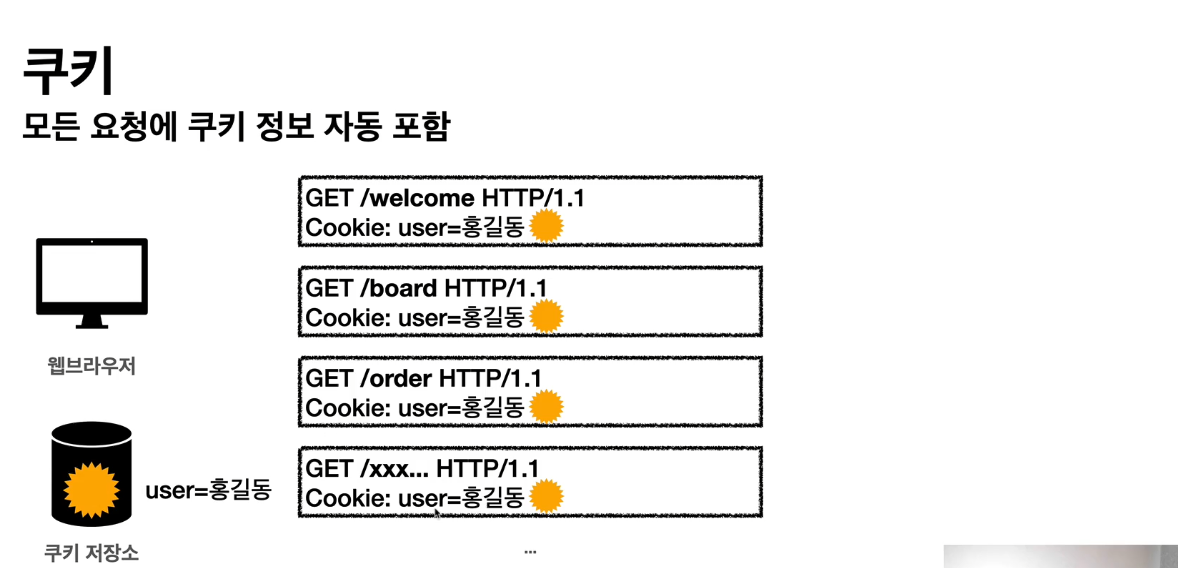 쿠키
모든 요청에 쿠키 정보 자동 포함
GET /welcome HTTP/1.1
Cookie: user=홍길동
GET /board HTTP/1.1
Cookie: user=홍길동
웹브라우저
GET /order HTTP/1.1
Cookie: user=홍길동
GET /xxx... HTTP/1.1
Cookie: user=홍길동
user=홍길동
쿠키 저장소
...